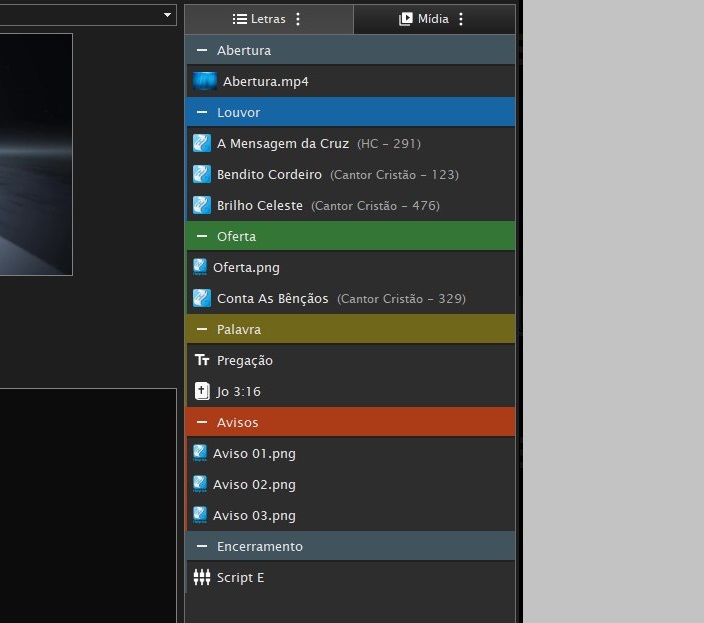 Letras
Mídia
Abertura
Abertura.mp4
Louvor
A Mensagem da Cruz (HC - 291)
Bendito Cordeiro (Cantor Cristão - 123)
Brilho Celeste (Cantor Cristão - 476)
Oferta
Oferta.png
Conta As Bênçãos (Cantor Cristão - 329)
Palavra
Tt Pregação
Jo 3:16
Avisos
Aviso 01.png
Aviso 02.png
Aviso 03.png
Encerramento
Script E